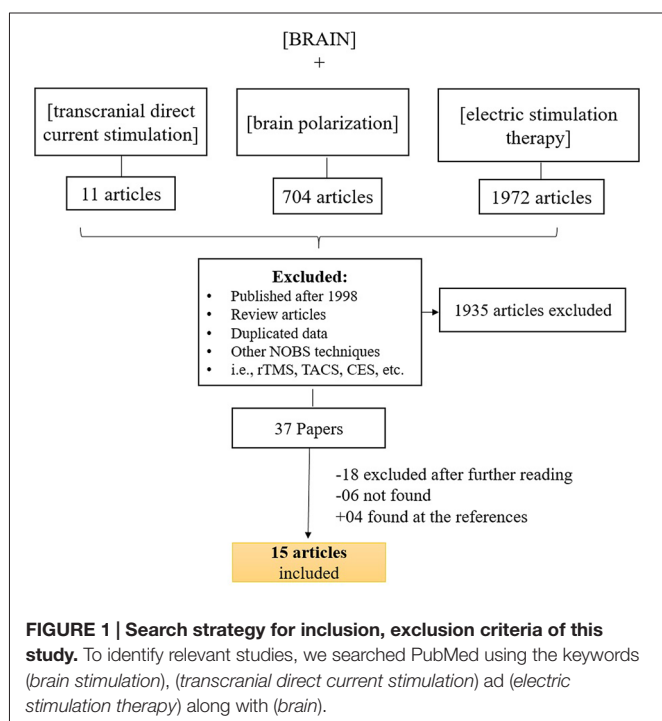 [BRAIN]
+
[transcranial direct
current stimulation]
[brain polarization]
[electric stimulation
therapy]
11 articles
704 articles
1972 articles
Excluded:
• Published after 1998
• Review articles
• Duplicated data
• Other NOBS techniques
• i.e., rTMS, TACS, CES, etc.
1935 articles excluded
37 Papers
-18 excluded after further reading
-06 not found
+04 found at the references
15 articles
included
FIGURE 1 | Search strategy for inclusion, exclusion criteria of this
study. To identify relevant studies, we searched PubMed using the keywords
(brain stimulation), (transcranial direct current stimulation) ad (electric
stimulation therapy) along with (brain).